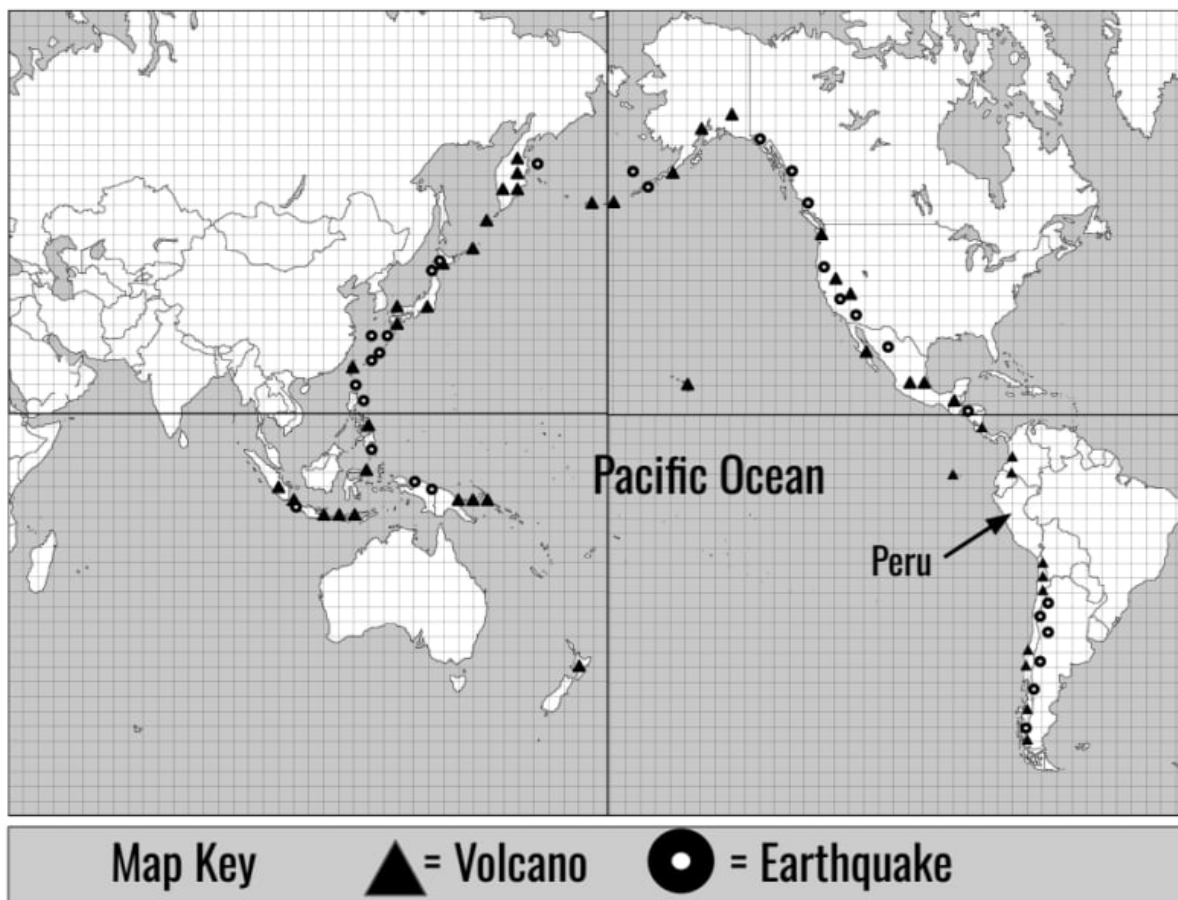 Pacific Ocean
Peru
Map Key
= Volcano
= Earthquake